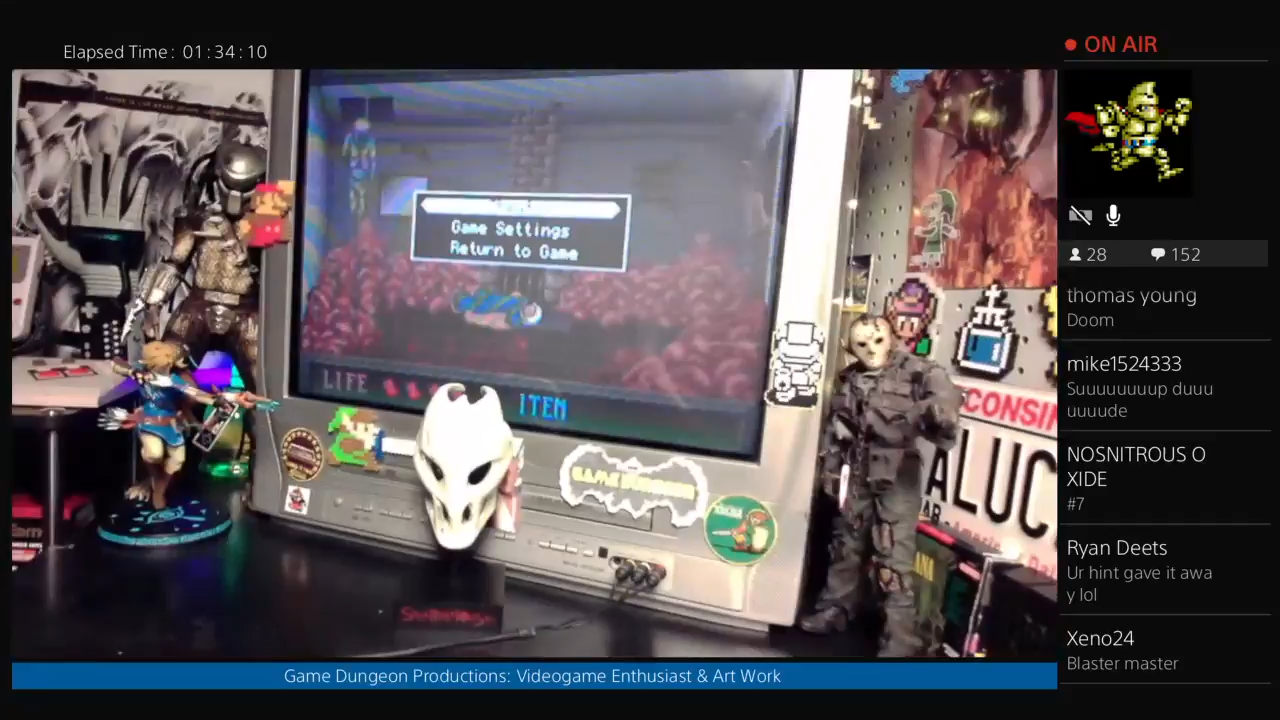 Elapsed Time: 01:34:10
ON AIR
28
152
thomas young
Doom
mike1524333
Suuuuuuuup duuu
uuuude
NOSNITROUS O
XIDE
#7
Ryan Deets
Ur hint gave it awa
y lol
Xeno24
Blaster master
Game Settings
Return to Game
LIFE
ITEM
GAME DUNGEON
CONSIN
ALUC
Game Dungeon Productions: Videogame Enthusiast & Art Work